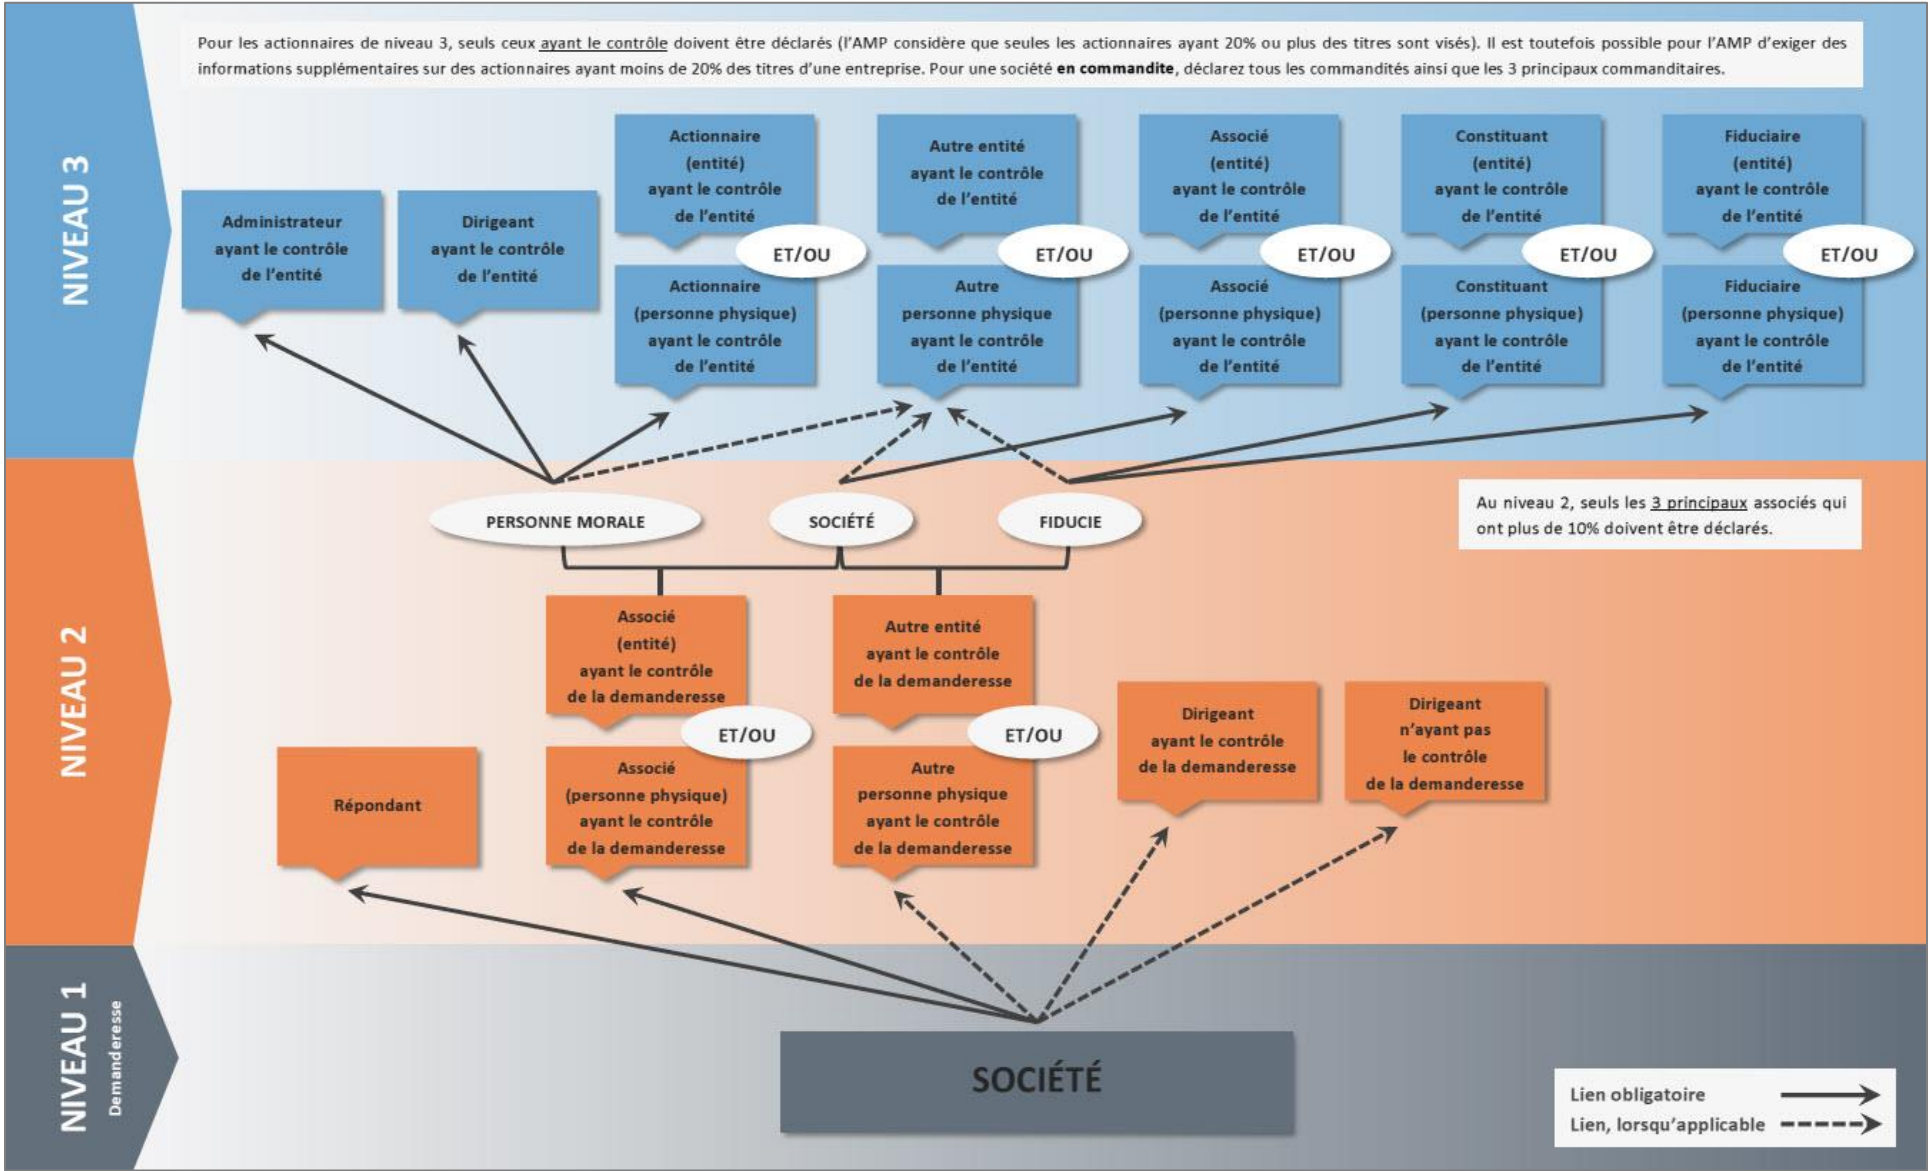 Pour les actionnaires de niveau 3, seuls ceux ayant le contrôle doivent être déclarés (l'AMP considère que seules les actionnaires ayant 20% ou plus des titres sont visés). Il est toutefois possible pour l'AMP d'exiger des
informations supplémentaires sur des actionnaires ayant moins de 20% des titres d'une entreprise. Pour une société en commandite, déclarez tous les commandités ainsi que les 3 principaux commanditaires.
NIVEAU 3
Administrateur
ayant le contrôle
de l'entité
Dirigeant
ayant le contrôle
de l'entité
Actionnaire
(entité)
ayant le contrôle
de l'entité
ET/OU
Actionnaire
(personne physique)
ayant le contrôle
de l'entité
Autre entité
ayant le contrôle
de l'entité
ET/OU
Autre
personne physique
ayant le contrôle
de l'entité
Associé
(entité)
ayant le contrôle
de l'entité
ET/OU
Associé
(personne physique)
ayant le contrôle
de l'entité
Constituant
(entité)
ayant le contrôle
de l'entité
ET/OU
Constituant
(personne physique)
ayant le contrôle
de l'entité
Fiduciaire
(entité)
ayant le contrôle
de l'entité
ET/OU
Fiduciaire
(personne physique)
ayant le contrôle
de l'entité
NIVEAU 2
PERSONNE MORALE
SOCIÉTÉ
FIDUCIE
Au niveau 2, seuls les 3 principaux associés qui
ont plus de 10% doivent être déclarés.
Répondant
Associé
(entité)
ayant le contrôle
de la demanderesse
ET/OU
Associé
(personne physique)
ayant le contrôle
de la demanderesse
Autre entité
ayant le contrôle
de la demanderesse
ET/OU
Autre
personne physique
ayant le contrôle
de la demanderesse
Dirigeant
ayant le contrôle
de la demanderesse
Dirigeant
n'ayant pas
le contrôle
de la demanderesse
NIVEAU 1
Demanderesse
SOCIÉTÉ
Lien obligatoire
Lien, lorsqu'applicable